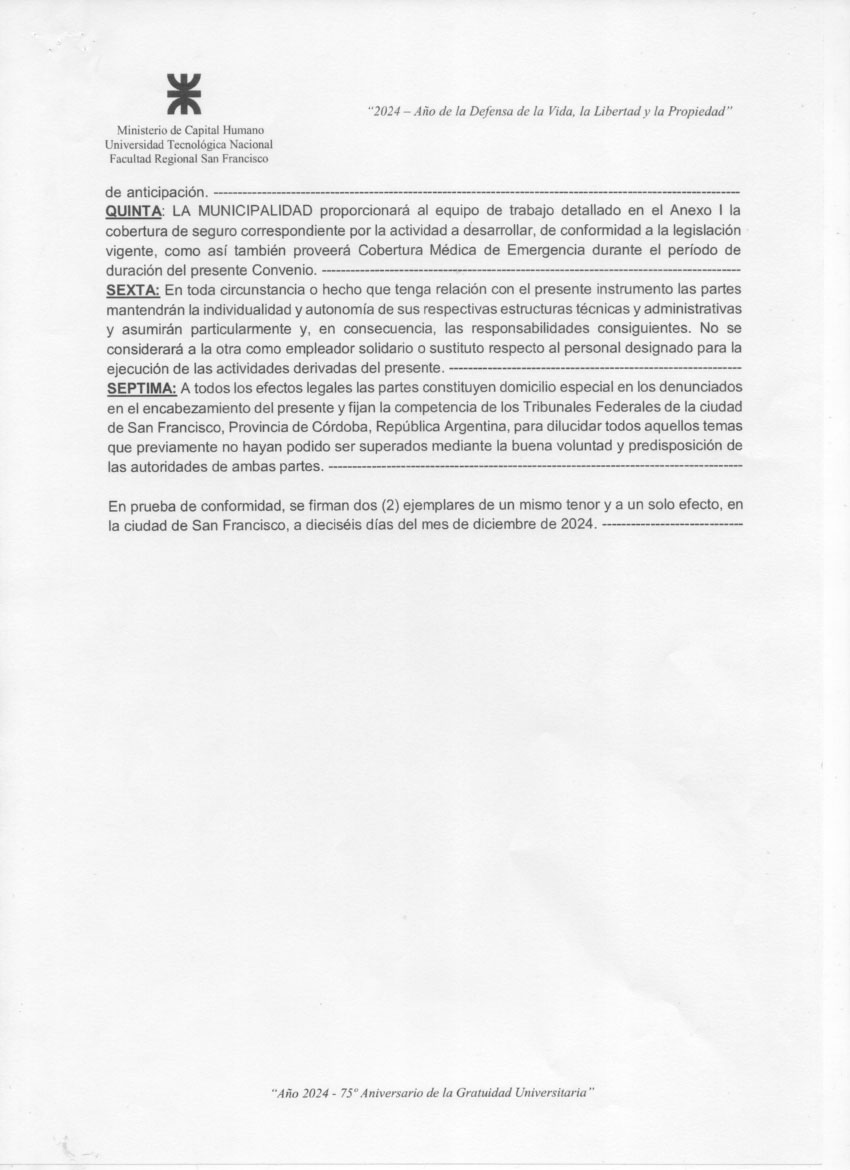 "2024 – Año de la Defensa de la Vida, la Libertad y la Propiedad"
Ministerio de Capital Humano
Universidad Tecnológica Nacional
Facultad Regional San Francisco
de anticipación. ----------------------------------------------------------------
QUINTA: LA MUNICIPALIDAD proporcionará al equipo de trabajo detallado en el Anexo I la
cobertura de seguro correspondiente por la actividad a desarrollar, de conformidad a la legislación
vigente, como así también proveerá Cobertura Médica de Emergencia durante el período de
duración del presente Convenio. ----------------------------------------------------------------
SEXTA: En toda circunstancia o hecho que tenga relación con el presente instrumento las partes
mantendrán la individualidad y autonomía de sus respectivas estructuras técnicas y administrativas
y asumirán particularmente y, en consecuencia, las responsabilidades consiguientes. No se
considerará a la otra como empleador solidario o sustituto respecto al personal designado para la
ejecución de las actividades derivadas del presente. --------------------------------------------
SEPTIMA: A todos los efectos legales las partes constituyen domicilio especial en los denunciados
en el encabezamiento del presente y fijan la competencia de los Tribunales Federales de la ciudad
de San Francisco, Provincia de Córdoba, República Argentina, para dilucidar todos aquellos temas
que previamente no hayan podido ser superados mediante la buena voluntad y predisposición de
las autoridades de ambas partes. ----------------------------------------------------------------
En prueba de conformidad, se firman dos (2) ejemplares de un mismo tenor y a un solo efecto, en
la ciudad de San Francisco, a dieciséis días del mes de diciembre de 2024. ----------------------
"Año 2024 - 75º Aniversario de la Gratuidad Universitaria"